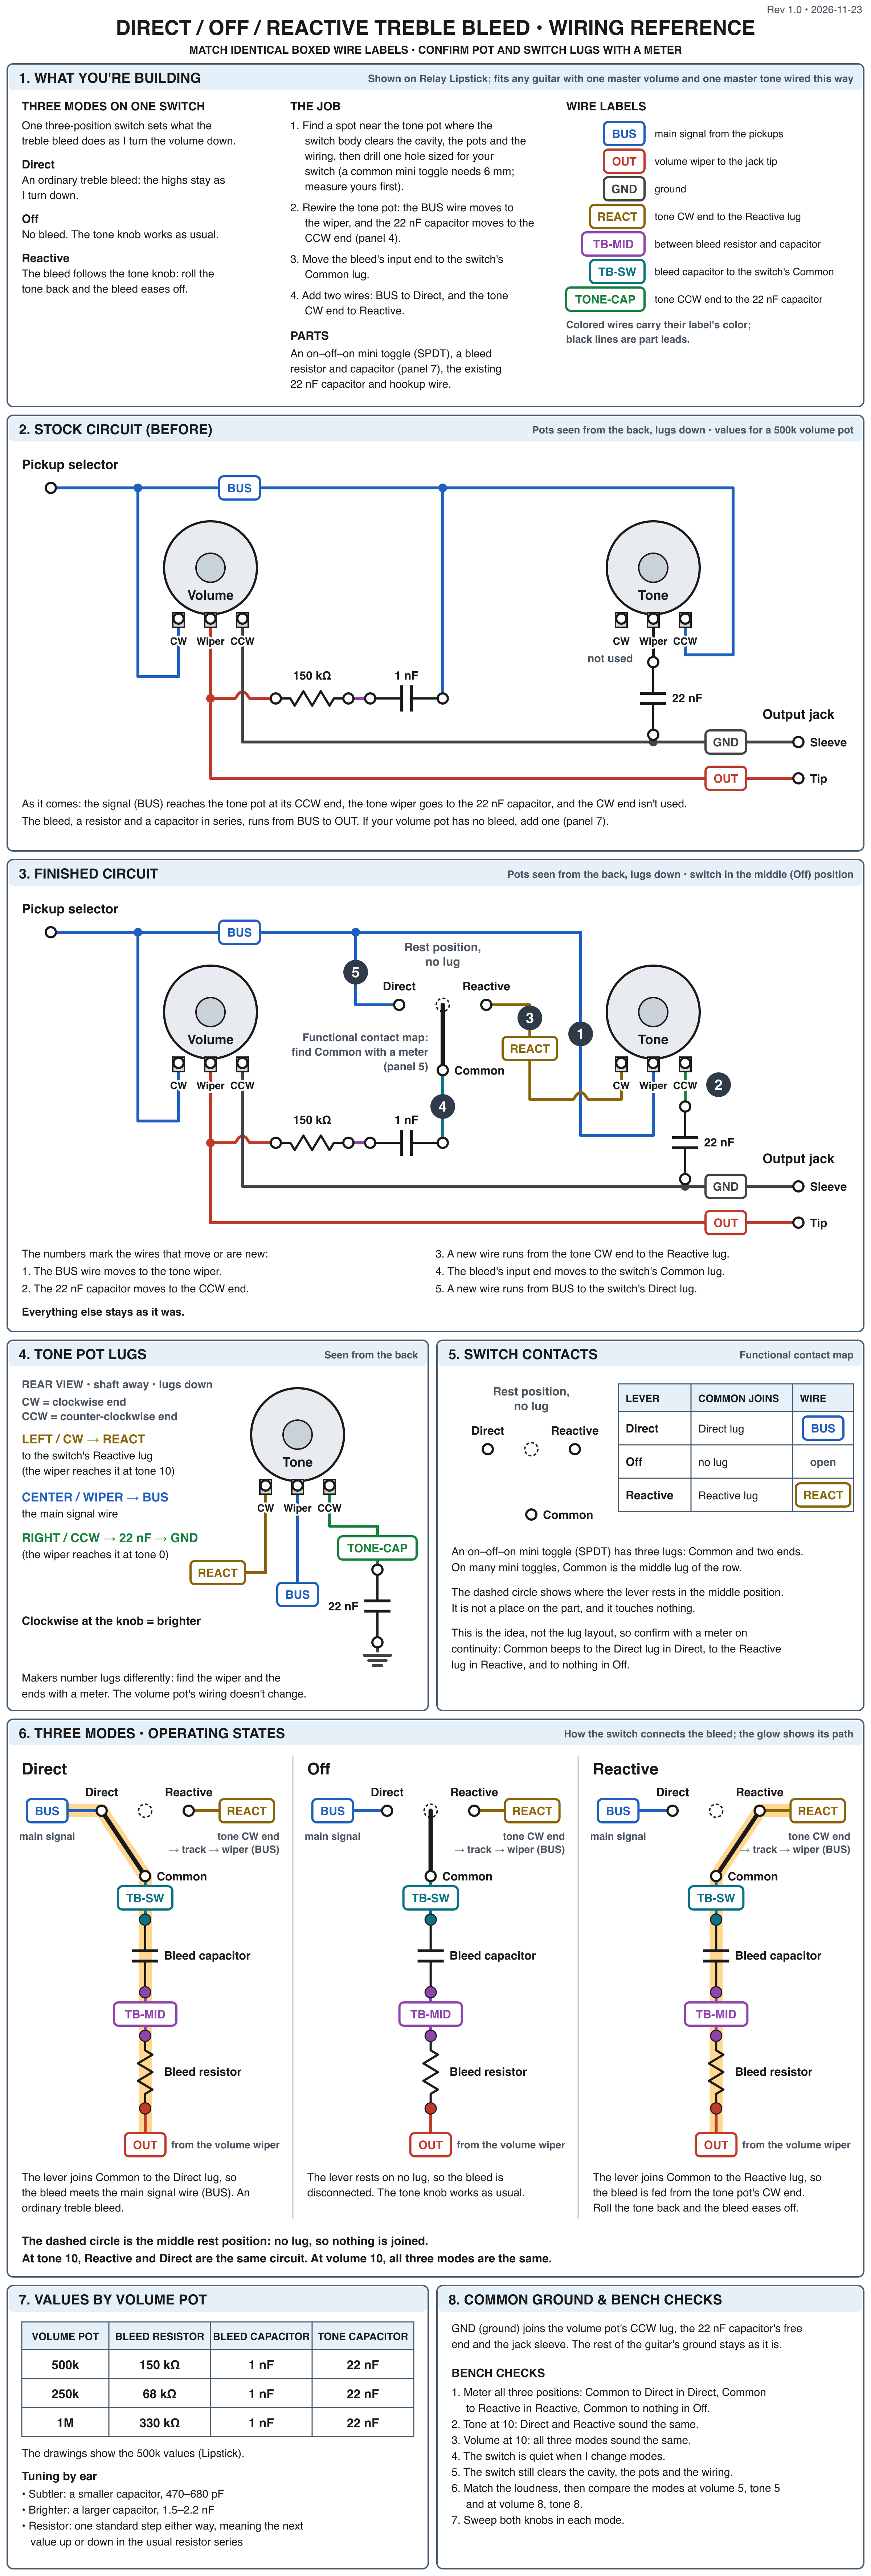 Rev 1.0 • 2026-11-23
DIRECT / OFF / REACTIVE TREBLE BLEED • WIRING REFERENCE
MATCH IDENTICAL BOXED WIRE LABELS • CONFIRM POT AND SWITCH LUGS WITH A METER
1. WHAT YOU'RE BUILDING
Shown on Relay Lipstick; fits any guitar with one master volume and one master tone wired this way
THREE MODES ON ONE SWITCH
One three-position switch sets what the
treble bleed does as I turn the volume down.
Direct
An ordinary treble bleed: the highs stay as
I turn down.
Off
No bleed. The tone knob works as usual.
Reactive
The bleed follows the tone knob: roll the
tone back and the bleed eases off.
THE JOB
1. Find a spot near the tone pot where the
switch body clears the cavity, the pots and the
wiring, then drill one hole sized for your
switch (a common mini toggle needs 6 mm;
measure yours first).
2. Rewire the tone pot: the BUS wire moves to
the wiper, and the 22 nF capacitor moves to the
CCW end (panel 4).
3. Move the bleed's input end to the switch's
Common lug.
4. Add two wires: BUS to Direct, and the tone
CW end to Reactive.
PARTS
An on–off–on mini toggle (SPDT), a bleed
resistor and capacitor (panel 7), the existing
22 nF capacitor and hookup wire.
WIRE LABELS
BUS main signal from the pickups
OUT volume wiper to the jack tip
GND ground
REACT tone CW end to the Reactive lug
TB-MID between bleed resistor and capacitor
TB-SW bleed capacitor to the switch's Common
TONE-CAP tone CCW end to the 22 nF capacitor
Colored wires carry their label's color;
black lines are part leads.
2. STOCK CIRCUIT (BEFORE)
Pots seen from the back, lugs down • values for a 500k volume pot
Pickup selector
BUS
Volume
Tone
CW Wiper CCW
CW Wiper CCW
not used
150 kΩ
1 nF
22 nF
Output jack
GND
Sleeve
OUT
Tip
As it comes: the signal (BUS) reaches the tone pot at its CCW end, the tone wiper goes to the 22 nF capacitor, and the CW end isn't used.
The bleed, a resistor and a capacitor in series, runs from BUS to OUT. If your volume pot has no bleed, add one (panel 7).
3. FINISHED CIRCUIT
Pots seen from the back, lugs down • switch in the middle (Off) position
Pickup selector
BUS
Rest position,
no lug
5
Direct
Reactive
3
1
Volume
Tone
Functional contact map:
find Common with a meter
(panel 5)
REACT
Common
CW Wiper CCW
CW Wiper CCW
2
4
150 kΩ
1 nF
22 nF
Output jack
GND
Sleeve
OUT
Tip
The numbers mark the wires that move or are new:
1. The BUS wire moves to the tone wiper.
2. The 22 nF capacitor moves to the CCW end.
Everything else stays as it was.
3. A new wire runs from the tone CW end to the Reactive lug.
4. The bleed's input end moves to the switch's Common lug.
5. A new wire runs from BUS to the switch's Direct lug.
4. TONE POT LUGS
Seen from the back
REAR VIEW • shaft away • lugs down
CW = clockwise end
CCW = counter-clockwise end
LEFT / CW → REACT
to the switch's Reactive lug
(the wiper reaches it at tone 10)
CENTER / WIPER → BUS
the main signal wire
RIGHT / CCW → 22 nF → GND
(the wiper reaches it at tone 0)
Clockwise at the knob = brighter
Tone
CW Wiper CCW
TONE-CAP
REACT
BUS
22 nF
Makers number lugs differently: find the wiper and the
ends with a meter. The volume pot's wiring doesn't change.
5. SWITCH CONTACTS
Functional contact map
Rest position,
no lug
Direct
Reactive
Common
LEVER COMMON JOINS WIRE
Direct Direct lug BUS
Off no lug open
Reactive Reactive lug REACT
An on–off–on mini toggle (SPDT) has three lugs: Common and two ends.
On many mini toggles, Common is the middle lug of the row.
The dashed circle shows where the lever rests in the middle position.
It is not a place on the part, and it touches nothing.
This is the idea, not the lug layout, so confirm with a meter on
continuity: Common beeps to the Direct lug in Direct, to the Reactive
lug in Reactive, and to nothing in Off.
6. THREE MODES • OPERATING STATES
How the switch connects the bleed; the glow shows its path
Direct
Direct
Reactive
BUS
REACT
main signal
tone CW end
→ track → wiper (BUS)
Common
TB-SW
Bleed capacitor
TB-MID
Bleed resistor
OUT from the volume wiper
The lever joins Common to the Direct lug, so
the bleed meets the main signal wire (BUS). An
ordinary treble bleed.
Off
Direct
Reactive
BUS
REACT
main signal
tone CW end
→ track → wiper (BUS)
Common
TB-SW
Bleed capacitor
TB-MID
Bleed resistor
OUT from the volume wiper
The lever rests on no lug, so the bleed is
disconnected. The tone knob works as usual.
Reactive
Direct
Reactive
BUS
REACT
main signal
tone CW end
→ track → wiper (BUS)
Common
TB-SW
Bleed capacitor
TB-MID
Bleed resistor
OUT from the volume wiper
The lever joins Common to the Reactive lug, so
the bleed is fed from the tone pot's CW end.
Roll the tone back and the bleed eases off.
The dashed circle is the middle rest position: no lug, so nothing is joined.
At tone 10, Reactive and Direct are the same circuit. At volume 10, all three modes are the same.
7. VALUES BY VOLUME POT
VOLUME POT BLEED RESISTOR BLEED CAPACITOR TONE CAPACITOR
500k 150 kΩ 1 nF 22 nF
250k 68 kΩ 1 nF 22 nF
1M 330 kΩ 1 nF 22 nF
The drawings show the 500k values (Lipstick).
Tuning by ear
• Subtler: a smaller capacitor, 470–680 pF
• Brighter: a larger capacitor, 1.5–2.2 nF
• Resistor: one standard step either way, meaning the next
value up or down in the usual resistor series
8. COMMON GROUND & BENCH CHECKS
GND (ground) joins the volume pot's CCW lug, the 22 nF capacitor's free
end and the jack sleeve. The rest of the guitar's ground stays as it is.
BENCH CHECKS
1. Meter all three positions: Common to Direct in Direct, Common
to Reactive in Reactive, Common to nothing in Off.
2. Tone at 10: Direct and Reactive sound the same.
3. Volume at 10: all three modes sound the same.
4. The switch is quiet when I change modes.
5. The switch still clears the cavity, the pots and the wiring.
6. Match the loudness, then compare the modes at volume 5, tone 5
and at volume 8, tone 8.
7. Sweep both knobs in each mode.